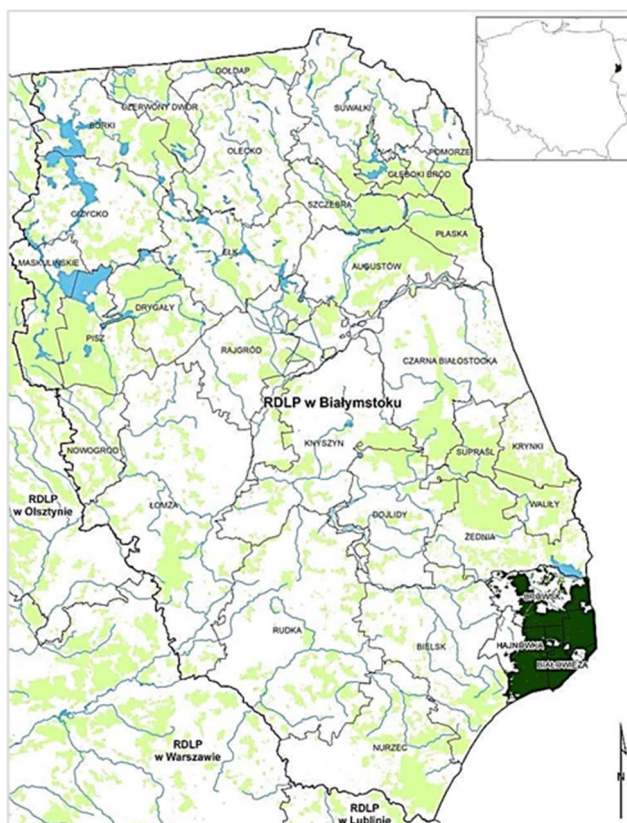 GOŁDAP
CZERWONY DWÓR
BORKI
SUWAŁKI
OLECKO
POMORZE
GŁĘBOKI BRÓD
GIŻYCKO
SZCZEBRA
PŁASKA
EŁK
MASKULIŃSKIE
AUGUSTÓW
DRYGAŁY
PISZ
RAJGRÓD
CZARNA BIAŁOSTOCKA
RDLP w Białymstoku
KNYSZYN
SUPRAŚL
KRYNKI
NOWOGRÓD
RDLP
w Olsztynie
ŁOMŻA
DOJLIDY
WALIŁY
ŻEDNIA
BROWSK
RUDKA
BIELSK
HAJNÓWKA
BIAŁOWIEŻA
RDLP
w Warszawie
NURZEC
RDLP
w Lublinie
N